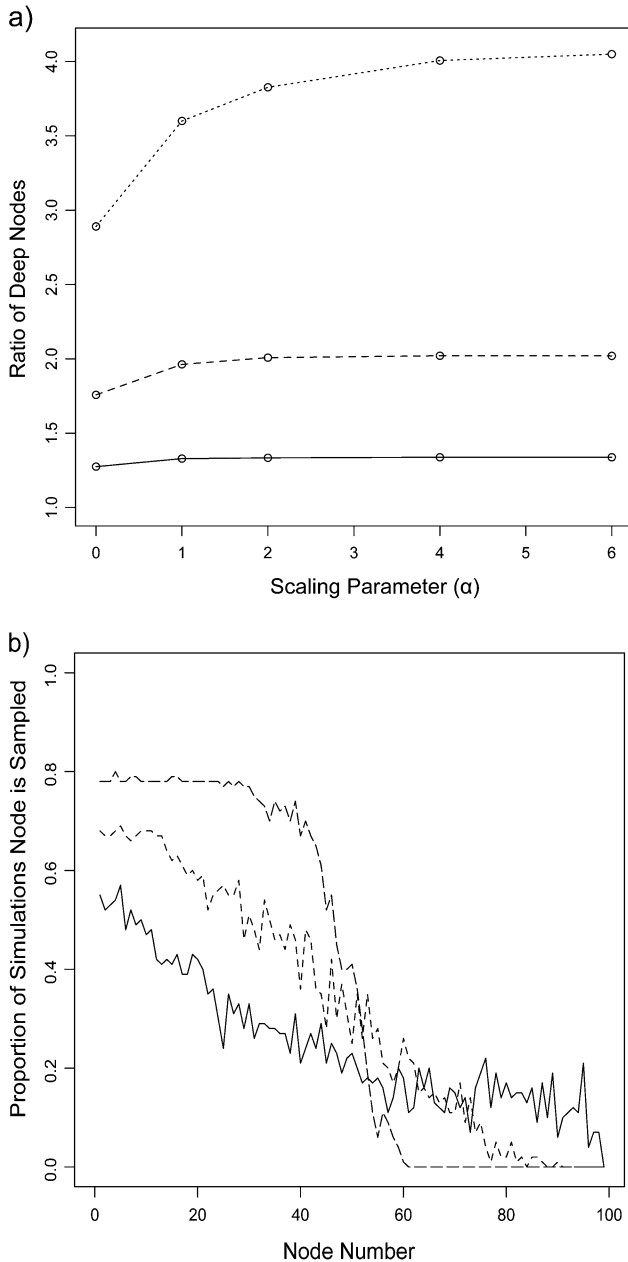 a)
4.0
3.5
3.0
2.5
2.0
1.5
1.0
Ratio of Deep Nodes
0 1 2 3 4 5 6
Scaling Parameter (α)
b)
1.0
0.8
0.6
0.4
0.2
0.0
Proportion of Simulations Node is Sampled
0 20 40 60 80 100
Node Number